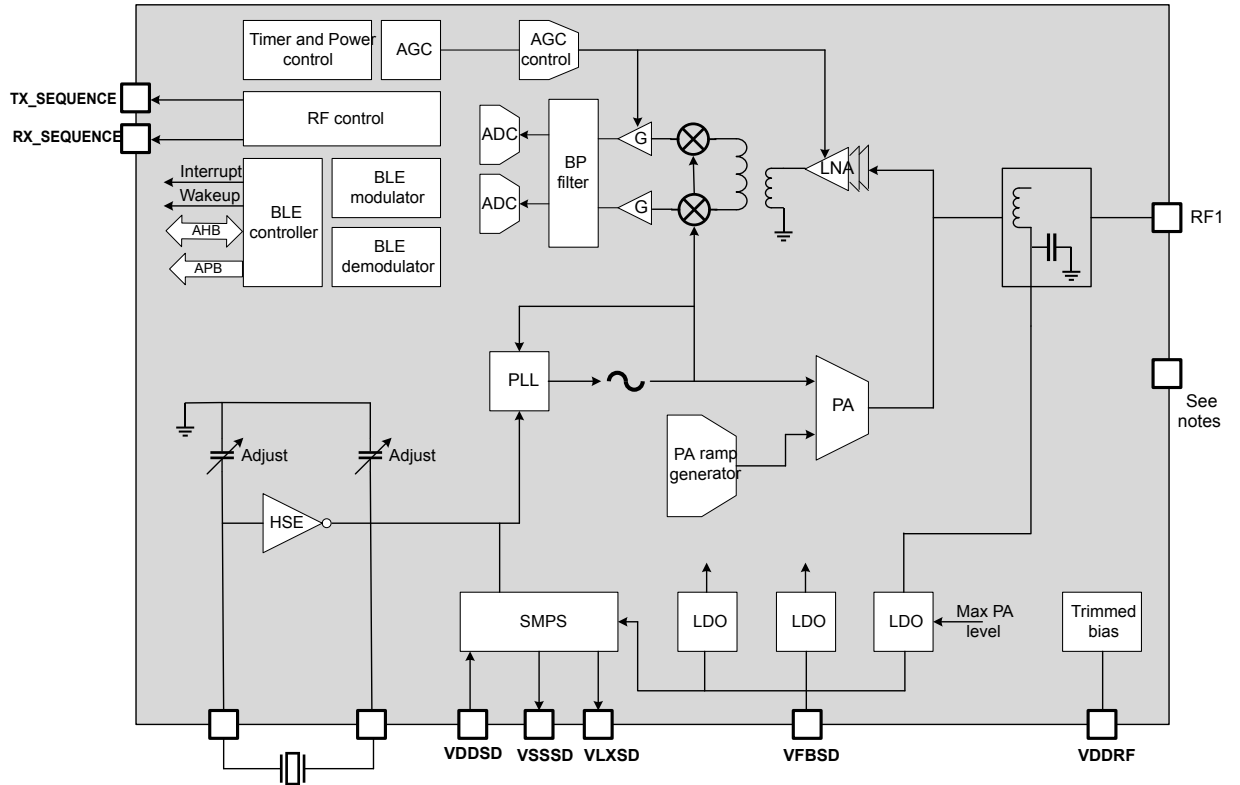 Timer and Power
control
AGC
AGC
control
TX_SEQUENCE
RX_SEQUENCE
RF control
ADC
ADC
BP
filter
G
G
LNA
Interrupt
Wakeup
AHB
APB
BLE
controller
BLE
modulator
BLE
demodulator
RF1
See
notes
PLL
PA
PA ramp
generator
Adjust
Adjust
HSE
SMPS
LDO
LDO
LDO
Max PA
level
Trimmed
bias
VDDSD
VSSSD
VLXSD
VFBSD
VDDRF